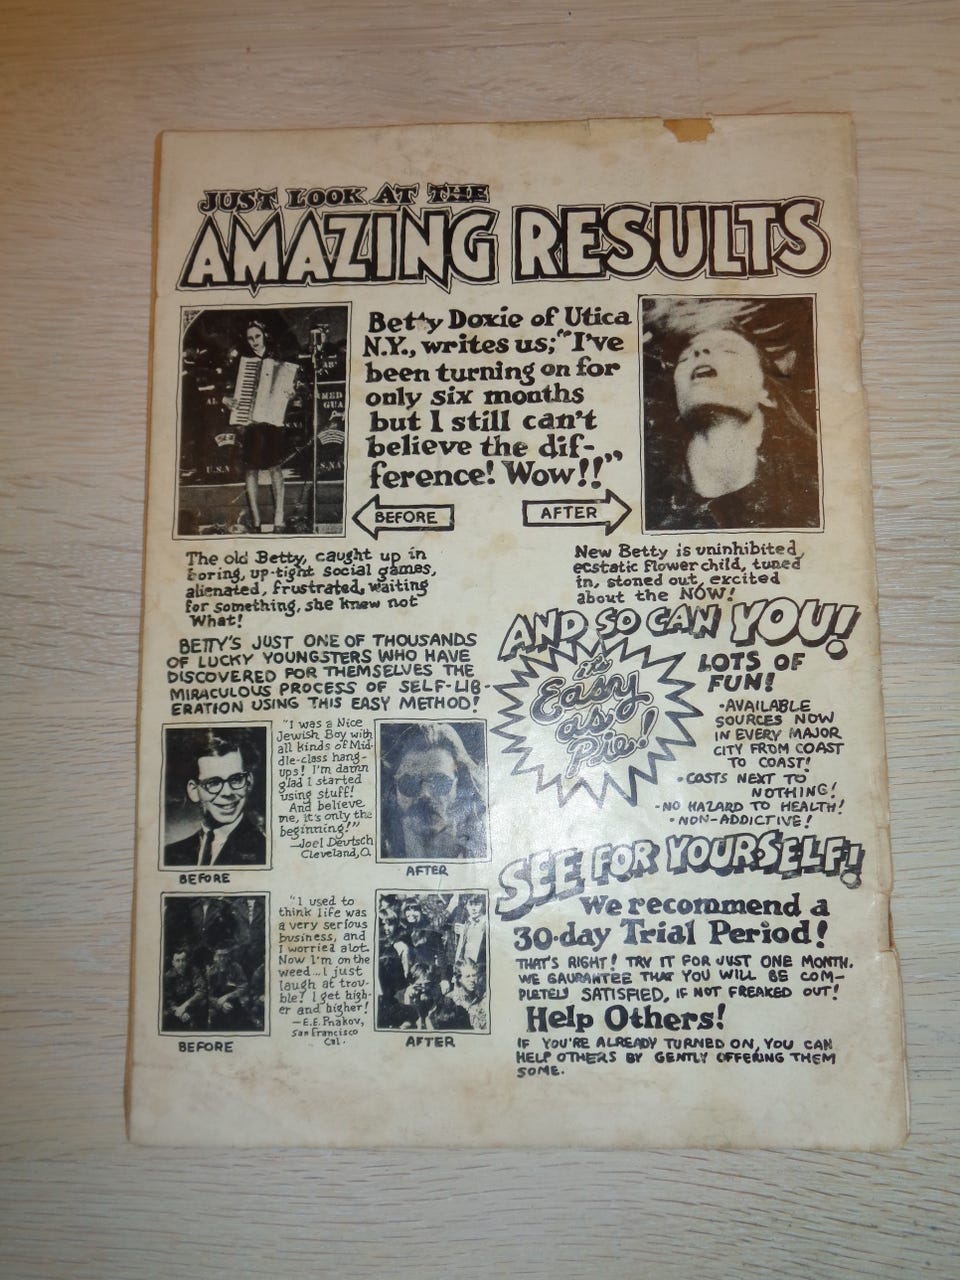 JUST LOOK AT THE
AMAZING RESULTS
Betty Doxie of Utica
N.Y., writes us; "I've
been turning on for
only six months
but I still can't
believe the dif-
ference! Wow!!"
BEFORE
AFTER
The old Betty, caught up in
boring, up-tight social games,
alienated, frustrated, waiting
for something, she knew not
What!
New Betty is uninhibited,
ecstatic flowerchild, tuned
in, stoned out, excited
about the NOW!
AND SO CAN YOU!
BETTY'S JUST ONE OF THOUSANDS
OF LUCKY YOUNGSTERS WHO HAVE
DISCOVERED FOR THEMSELVES THE
MIRACULOUS PROCESS OF SELF-LIB-
ERATION USING THIS EASY METHOD!
it's
Easy
as
Pie!
LOTS OF
FUN!
•AVAILABLE
SOURCES NOW
IN EVERY MAJOR
CITY FROM COAST
TO COAST!
•COSTS NEXT TO
NOTHING!
•NO HAZARD TO HEALTH!
•NON-ADDICTIVE!
"I was a Nice
Jewish Boy with
all kinds of Mid-
dle-class hang-
ups! I'm damn
glad I started
using stuff!
And believe
me, it's only the
beginning!"
—Joel Deutsch
Cleveland, O.
BEFORE
AFTER
SEE FOR YOURSELF!
We recommend a
30-day Trial Period!
THAT'S RIGHT! TRY IT FOR JUST ONE MONTH.
WE GAURANTEE THAT YOU WILL BE COM-
PLETELY SATISFIED, IF NOT FREAKED OUT!
Help Others!
IF YOU'RE ALREADY TURNED ON, YOU CAN
HELP OTHERS BY GENTLY OFFERING THEM
SOME.
"I used to
think life was
a very serious
business, and
I worried alot.
Now I'm on the
weed... I just
laugh at trou-
ble! I get high-
er and higher!
—E.E. Pnakov,
San Francisco
Cal.
BEFORE
AFTER
U.S.N